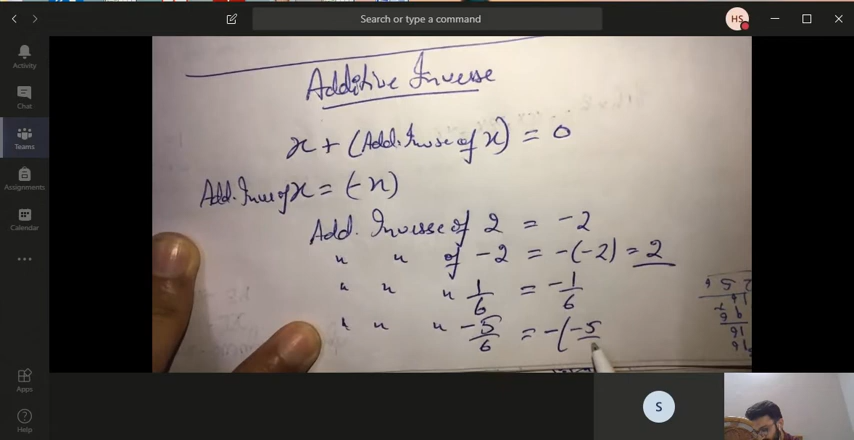 Search or type a command
HS
Activity
Chat
Teams
Assignments
Calendar
Apps
Help
Additive Inverse
x + (Add. Inverse of x) = 0
Add. Inve of x = (-x)
Add. Inverse of 2 = -2
" " of -2 = -(-2) = 2
" " " 1/6 = -1/6
" " " -5/6 = -(-5
S